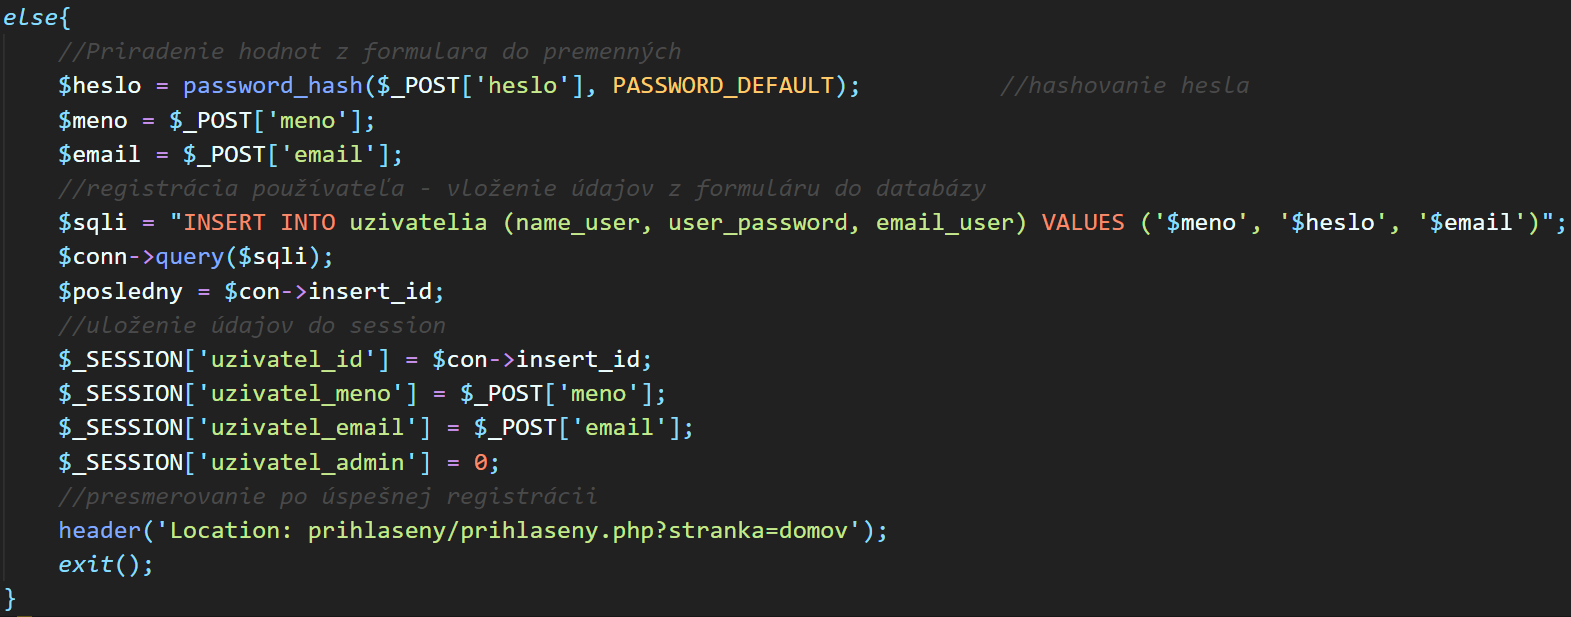 else{
    //Priradenie hodnot z formulara do premenných
    $heslo = password_hash($_POST['heslo'], PASSWORD_DEFAULT);          //hashovanie hesla
    $meno = $_POST['meno'];
    $email = $_POST['email'];
    //registrácia používateľa - vloženie údajov z formuláru do databázy
    $sqli = "INSERT INTO uzivatelia (name_user, user_password, email_user) VALUES ('$meno', '$heslo', '$email')";
    $conn->query($sqli);
    $posledny = $con->insert_id;
    //uloženie údajov do session
    $_SESSION['uzivatel_id'] = $con->insert_id;
    $_SESSION['uzivatel_meno'] = $_POST['meno'];
    $_SESSION['uzivatel_email'] = $_POST['email'];
    $_SESSION['uzivatel_admin'] = 0;
    //presmerovanie po úspešnej registrácii
    header('Location: prihlaseny/prihlaseny.php?stranka=domov');
    exit();
}